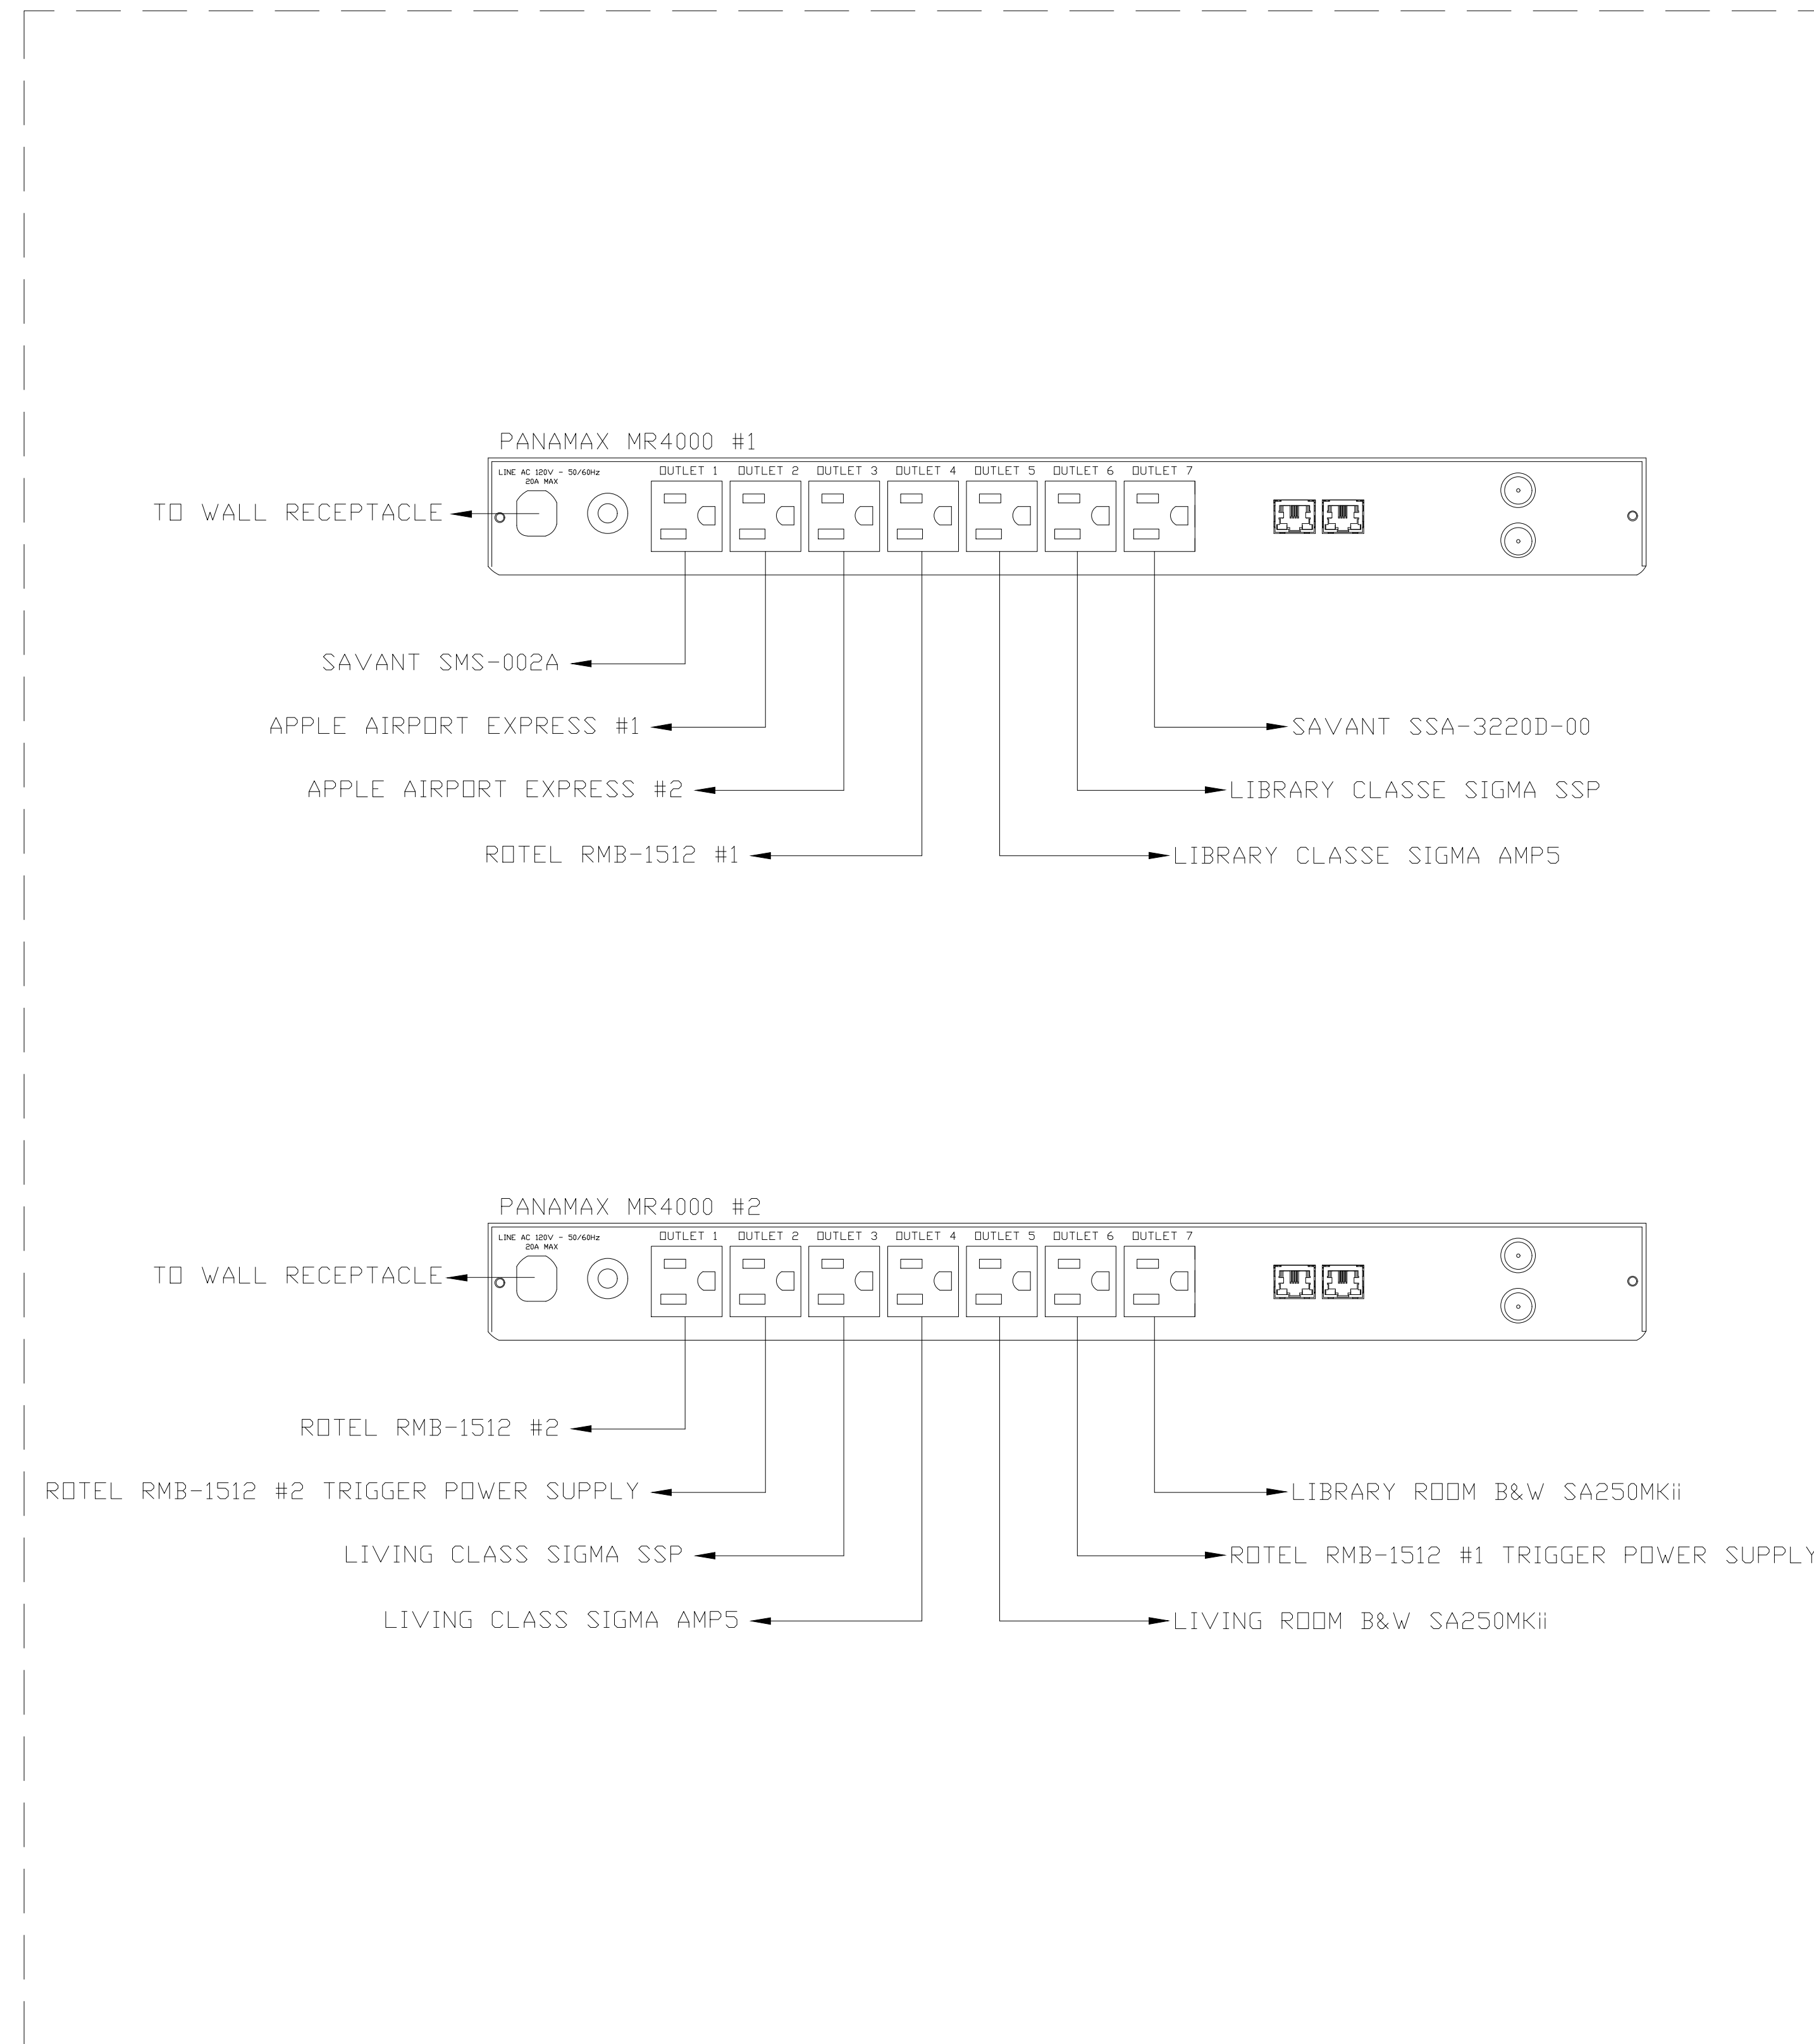 PANAMAX MR4000 #1
LINE AC 120V - 50/60Hz
20A MAX
OUTLET 1 OUTLET 2 OUTLET 3 OUTLET 4 OUTLET 5 OUTLET 6 OUTLET 7
TO WALL RECEPTACLE
SAVANT SMS-002A
APPLE AIRPORT EXPRESS #1
SAVANT SSA-3220D-00
APPLE AIRPORT EXPRESS #2
LIBRARY CLASSE SIGMA SSP
ROTEL RMB-1512 #1
LIBRARY CLASSE SIGMA AMP5
PANAMAX MR4000 #2
LINE AC 120V - 50/60Hz
20A MAX
OUTLET 1 OUTLET 2 OUTLET 3 OUTLET 4 OUTLET 5 OUTLET 6 OUTLET 7
TO WALL RECEPTACLE
ROTEL RMB-1512 #2
ROTEL RMB-1512 #2 TRIGGER POWER SUPPLY
LIBRARY ROOM B&W SA250MKii
LIVING CLASS SIGMA SSP
ROTEL RMB-1512 #1 TRIGGER POWER SUPPLY
LIVING CLASS SIGMA AMP5
LIVING ROOM B&W SA250MKii